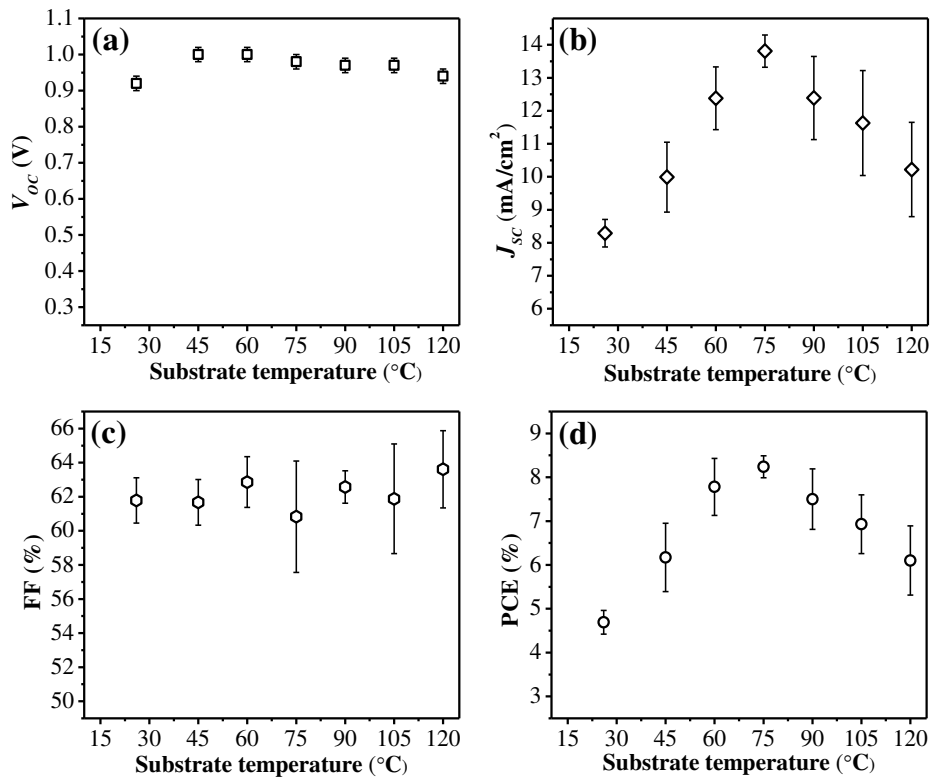 (a)
V_OC (V)
1.1
1.0
0.9
0.8
0.7
0.6
0.5
0.4
0.3
15 30 45 60 75 90 105 120
Substrate temperature (°C)
(b)
J_SC (mA/cm²)
14
13
12
11
10
9
8
7
6
15 30 45 60 75 90 105 120
Substrate temperature (°C)
(c)
FF (%)
66
64
62
60
58
56
54
52
50
15 30 45 60 75 90 105 120
Substrate temperature (°C)
(d)
PCE (%)
9
8
7
6
5
4
3
15 30 45 60 75 90 105 120
Substrate temperature (°C)